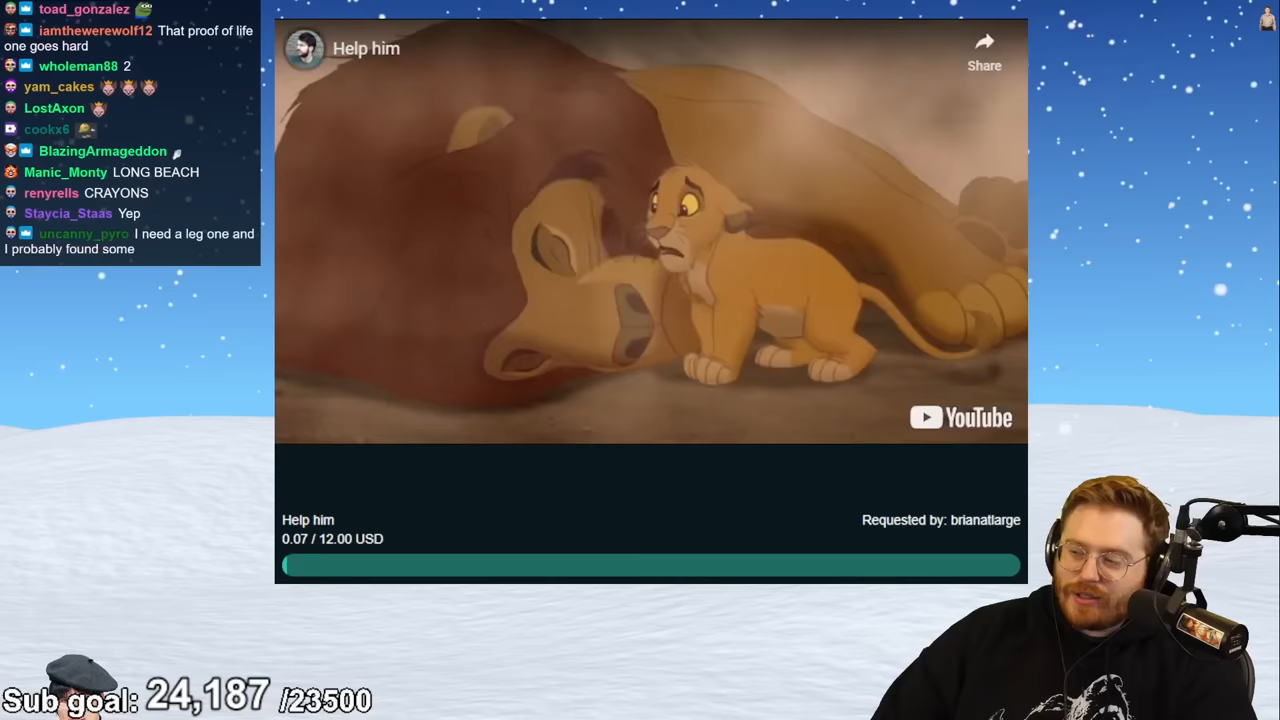 toad_gonzalez
iamthewerewolf12 That proof of life
one goes hard
wholeman88 2
yam_cakes
LostAxon
cookx6
BlazingArmageddon
Manic_Monty LONG BEACH
renyrells CRAYONS
Staycia_Staas Yep
uncanny_pyro I need a leg one and
I probably found some
Help him
Share
YouTube
Help him
Requested by: brianatlarge
0.07 / 12.00 USD
Sub goal: 24,187 /23500